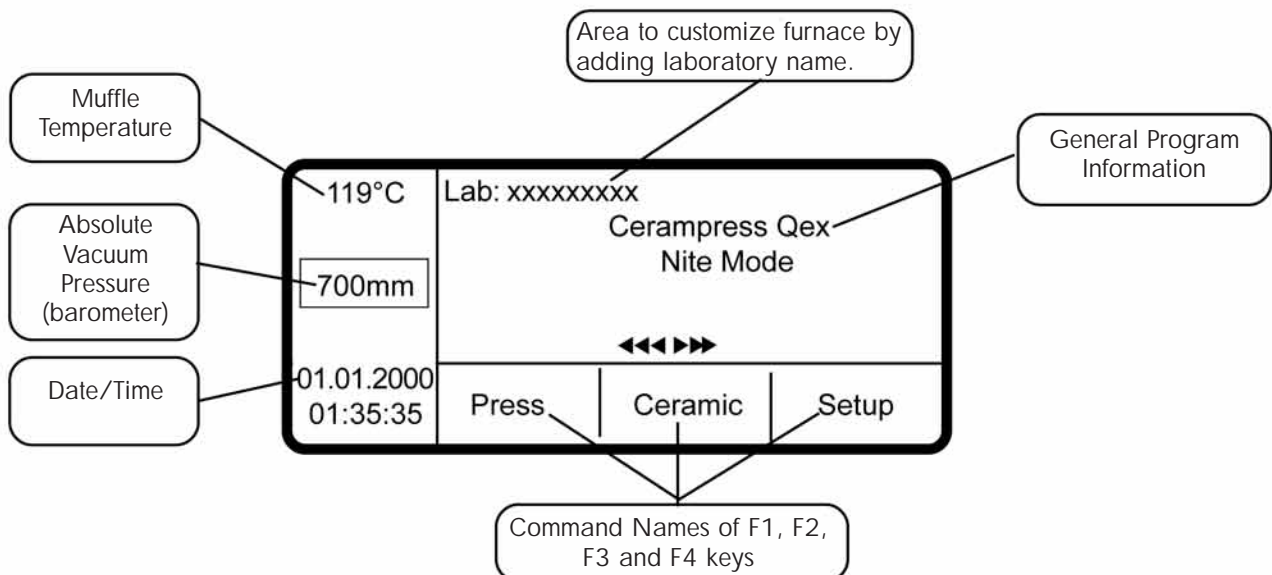 Area to customize furnace by
adding laboratory name.
Muffle
Temperature
General Program
Information
119°C
Lab: xxxxxxxxx
Cerampress Qex
Nite Mode
Absolute
Vacuum
Pressure
(barometer)
700mm
Date/Time
01.01.2000
01:35:35
Press
Ceramic
Setup
Command Names of F1, F2,
F3 and F4 keys